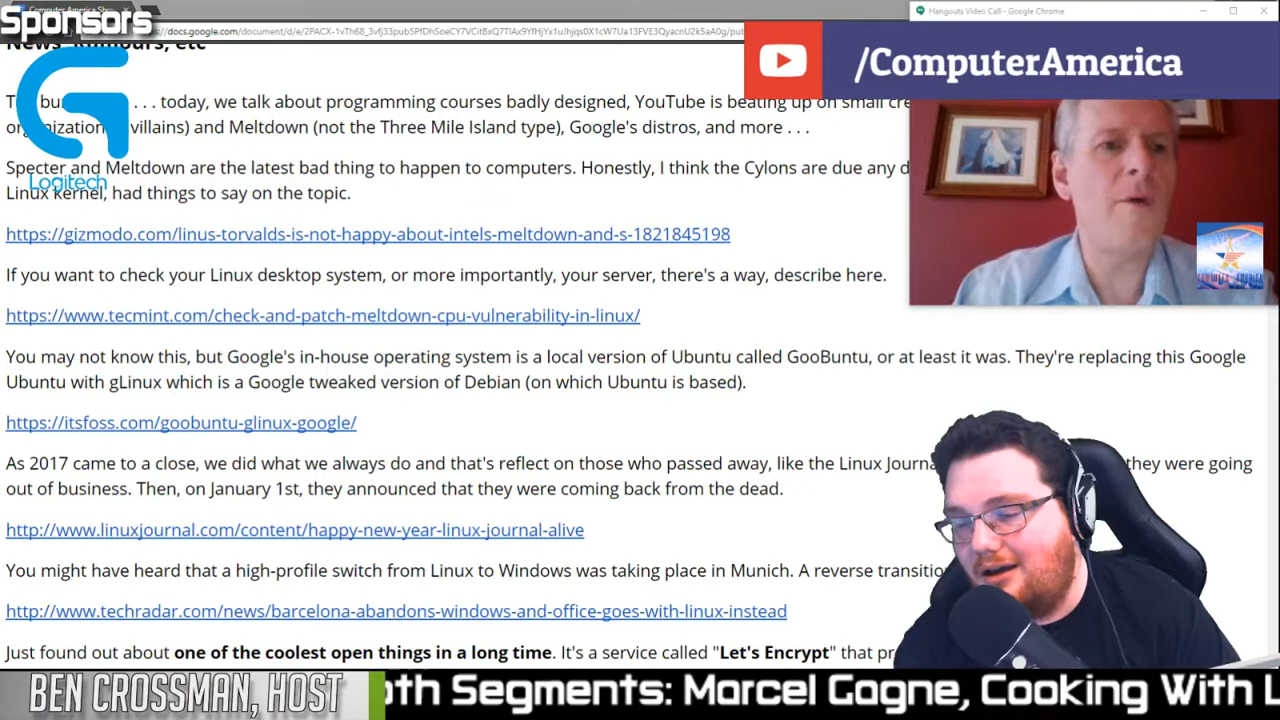 Sponsors
Computer America Sh
Hangouts Video Call - Google Chrome
docs.google.com/document/d/e/2PACX-1vTh68_3vfj33pub5PfDhSoeCY7VCitBxQ7TlAx9YfHjYx1uJhjqs0X1cW7Ua13FVE3QyacnU2k5aA0g/pub
News, Rumours, etc
/ComputerAmerica
. . . today, we talk about programming courses badly designed, YouTube is beating up on small
villains) and Meltdown (not the Three Mile Island type), Google's distros, and more . . .
Specter and Meltdown are the latest bad thing to happen to computers. Honestly, I think the Cylons are due any
Logitech
Linux kernel, had things to say on the topic.
https://gizmodo.com/linus-torvalds-is-not-happy-about-intels-meltdown-and-s-1821845198
If you want to check your Linux desktop system, or more importantly, your server, there's a way, describe here.
https://www.tecmint.com/check-and-patch-meltdown-cpu-vulnerability-in-linux/
You may not know this, but Google's in-house operating system is a local version of Ubuntu called GooBuntu, or at least it was. They're replacing this Google
Ubuntu with gLinux which is a Google tweaked version of Debian (on which Ubuntu is based).
https://itsfoss.com/goobuntu-glinux-google/
As 2017 came to a close, we did what we always do and that's reflect on those who passed away, like the Linux Journa they were going
out of business. Then, on January 1st, they announced that they were coming back from the dead.
http://www.linuxjournal.com/content/happy-new-year-linux-journal-alive
You might have heard that a high-profile switch from Linux to Windows was taking place in Munich. A reverse transitio
http://www.techradar.com/news/barcelona-abandons-windows-and-office-goes-with-linux-instead
Just found out about one of the coolest open things in a long time. It's a service called "Let's Encrypt" that pr
BEN CROSSMAN, HOST
oth Segments: Marcel Gagne, Cooking With L